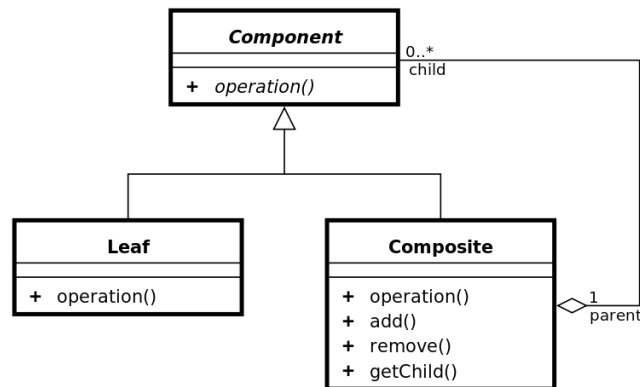 Component
+ operation()
0..*
child
Leaf
+ operation()
Composite
+ operation()
+ add()
+ remove()
+ getChild()
1
parent